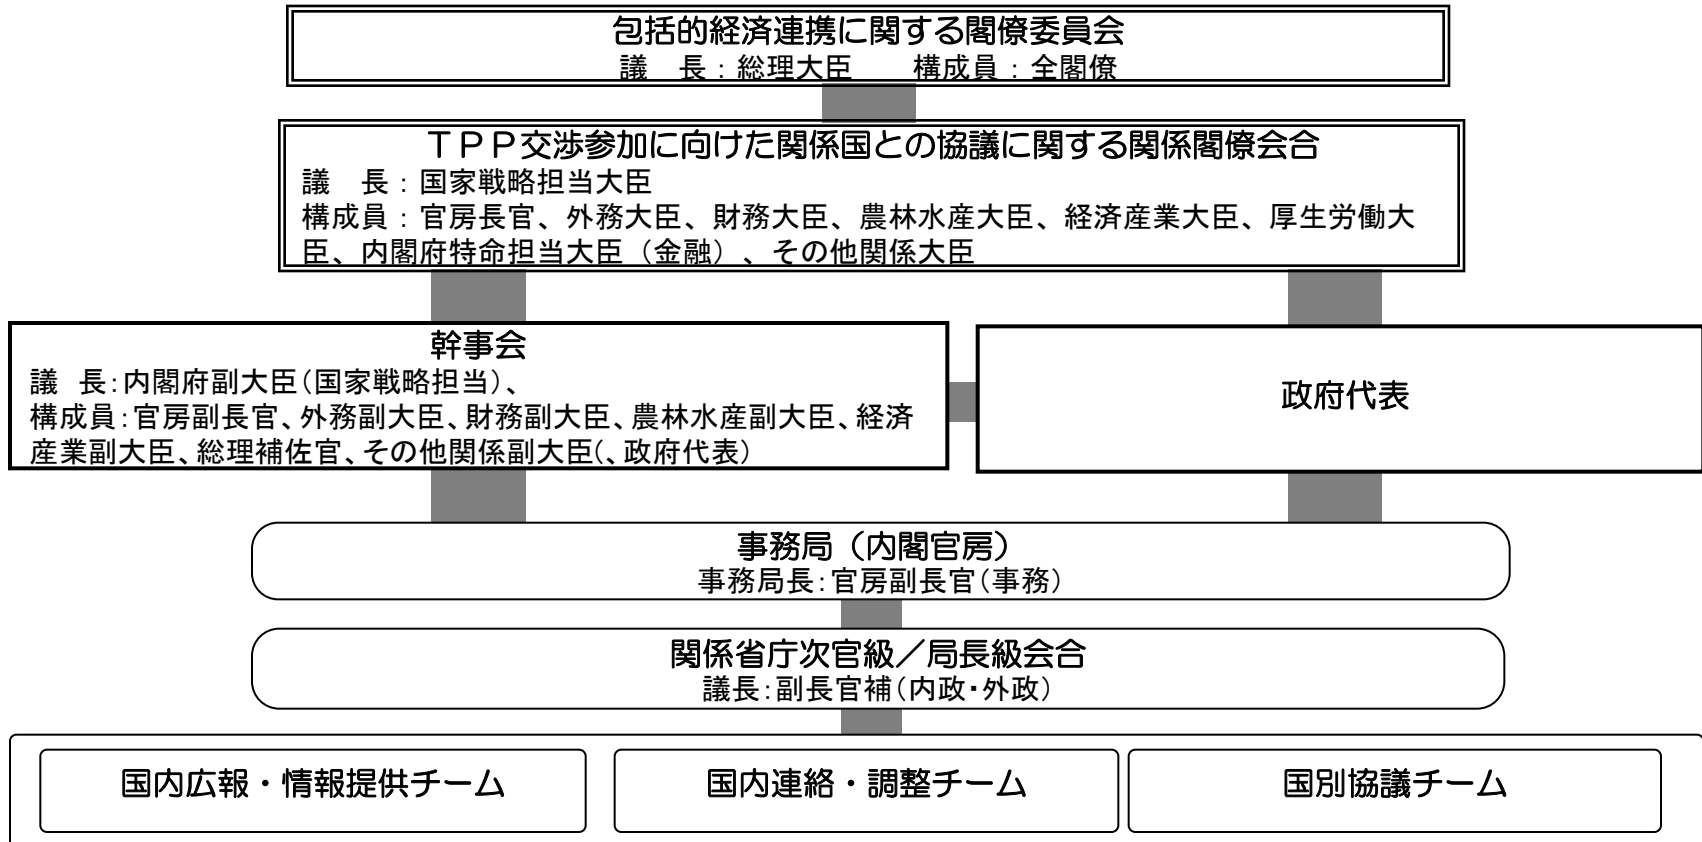 包括的経済連携に関する閣僚委員会
議　長：総理大臣　　構成員：全閣僚
ＴＰＰ交渉参加に向けた関係国との協議に関する関係閣僚会合
議　長：国家戦略担当大臣
構成員：官房長官、外務大臣、財務大臣、農林水産大臣、経済産業大臣、厚生労働大
臣、内閣府特命担当大臣（金融）、その他関係大臣
幹事会
議　長：内閣府副大臣（国家戦略担当）、
構成員：官房副長官、外務副大臣、財務副大臣、農林水産副大臣、経済
産業副大臣、総理補佐官、その他関係副大臣（、政府代表）
政府代表
事務局（内閣官房）
事務局長：官房副長官（事務）
関係省庁次官級／局長級会合
議長：副長官補（内政・外政）
国内広報・情報提供チーム
国内連絡・調整チーム
国別協議チーム